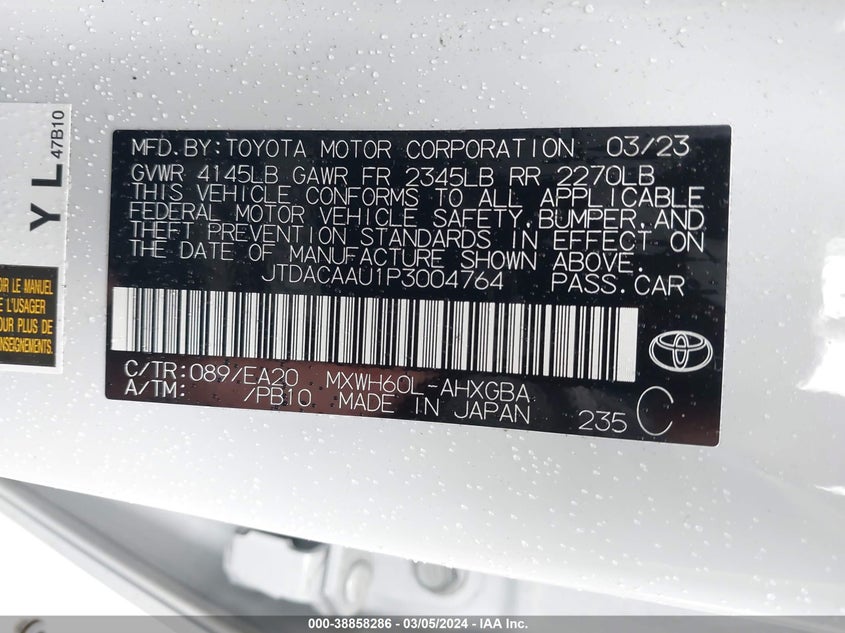 MFD.BY:TOYOTA MOTOR CORPORATION 03/23
GVWR 4145LB GAWR FR 2345LB RR 2270LB
THIS VEHICLE CONFORMS TO ALL APPLICABLE
FEDERAL MOTOR VEHICLE SAFETY,BUMPER,AND
THEFT PREVENTION STANDARDS IN EFFECT ON
THE DATE OF MANUFACTURE SHOWN ABOVE.
JTDACAAU1P3004764 PASS.CAR
C/TR:089/EA20 MXWH60L-AHXGBA
A/TM: /PB10 MADE IN JAPAN 235 C
YL
47B10
LE MANUEL
L'USAGER
PLUS DE
000-38858286 - 03/05/2024 - IAA Inc.